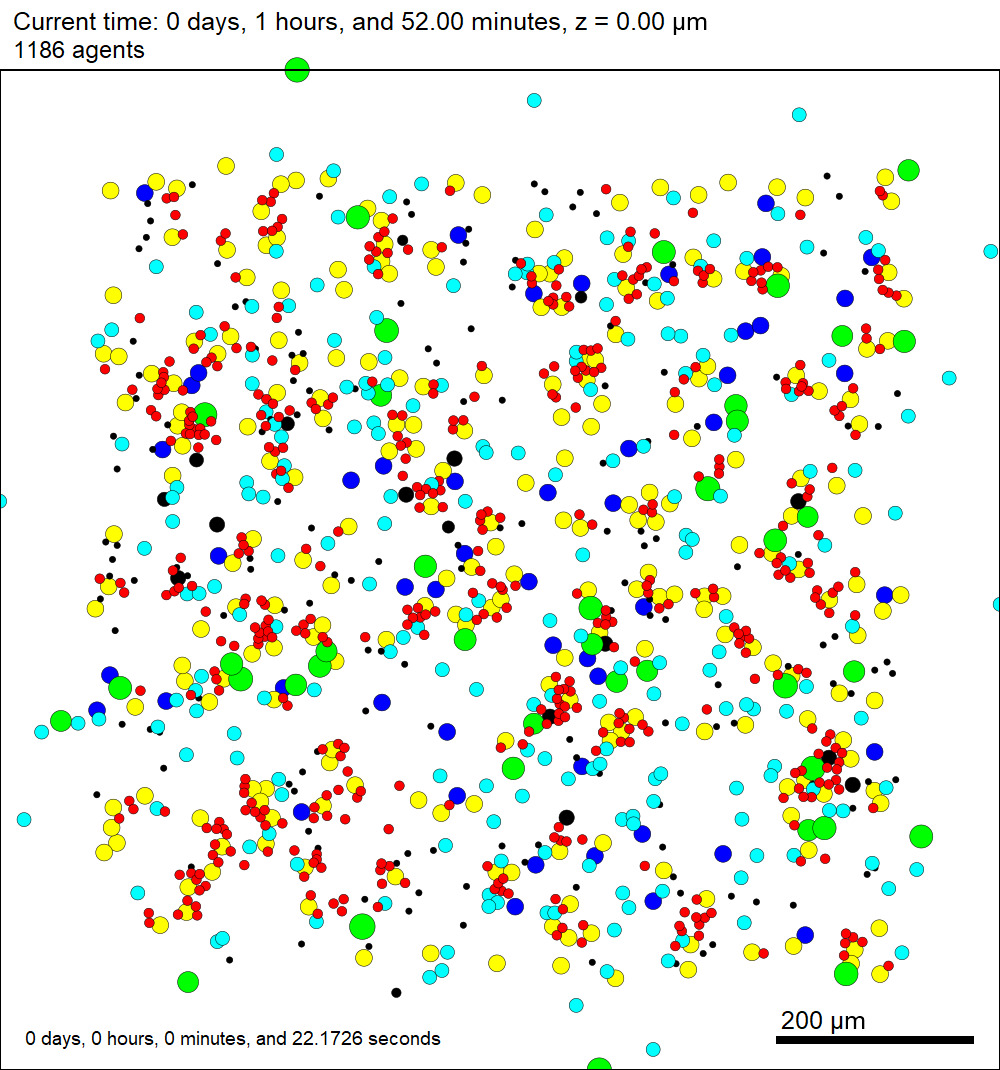 Current time: 0 days, 1 hours, and 52.00 minutes, z = 0.00 μm
1186 agents
200 μm
0 days, 0 hours, 0 minutes, and 22.1726 seconds